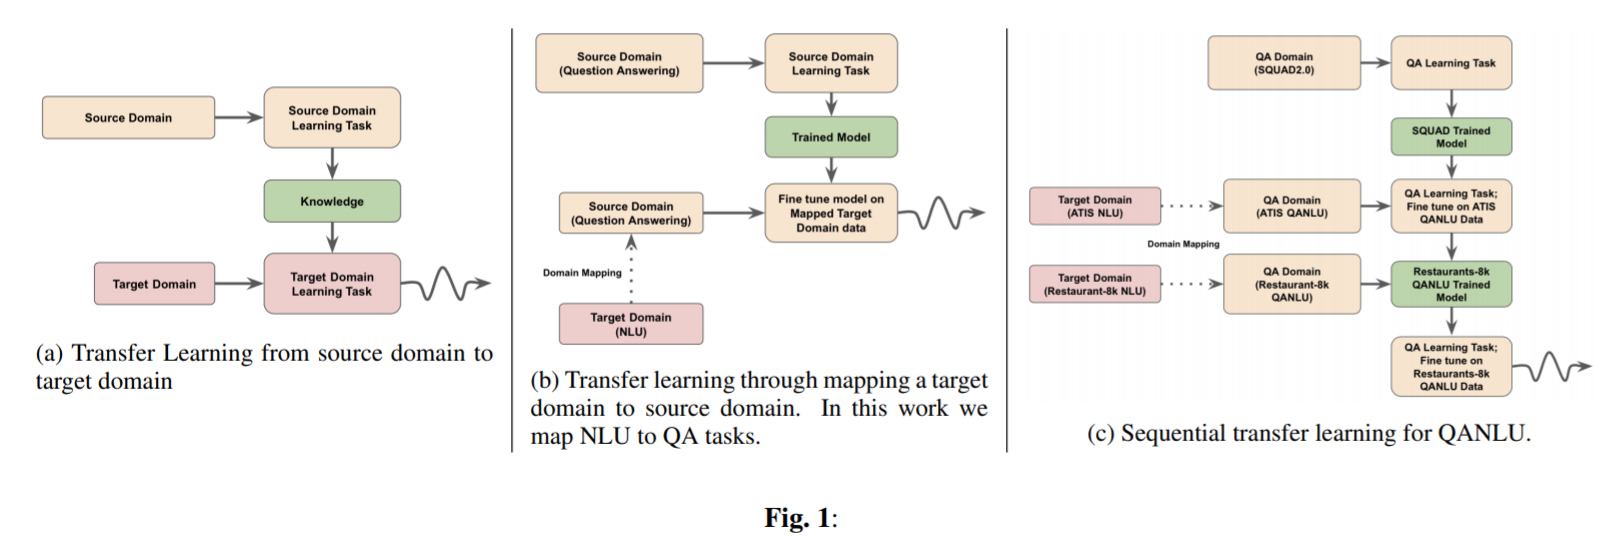 Source Domain
Source Domain
Learning Task
Knowledge
Target Domain
Target Domain
Learning Task
(a) Transfer Learning from source domain to
target domain
Source Domain
(Question Answering)
Source Domain
Learning Task
Trained Model
Source Domain
(Question Answering)
Fine tune model on
Mapped Target
Domain data
Domain Mapping
Target Domain
(NLU)
(b) Transfer learning through mapping a target
domain to source domain. In this work we
map NLU to QA tasks.
QA Domain
(SQUAD2.0)
QA Learning Task
SQUAD Trained
Model
Target Domain
(ATIS NLU)
QA Domain
(ATIS QANLU)
QA Learning Task;
Fine tune on ATIS
QANLU Data
Domain Mapping
Target Domain
(Restaurant-8k NLU)
QA Domain
(Restaurant-8k
QANLU)
Restaurants-8k
QANLU Trained
Model
QA Learning Task;
Fine tune on
Restaurants-8k
QANLU Data
(c) Sequential transfer learning for QANLU.
Fig. 1: